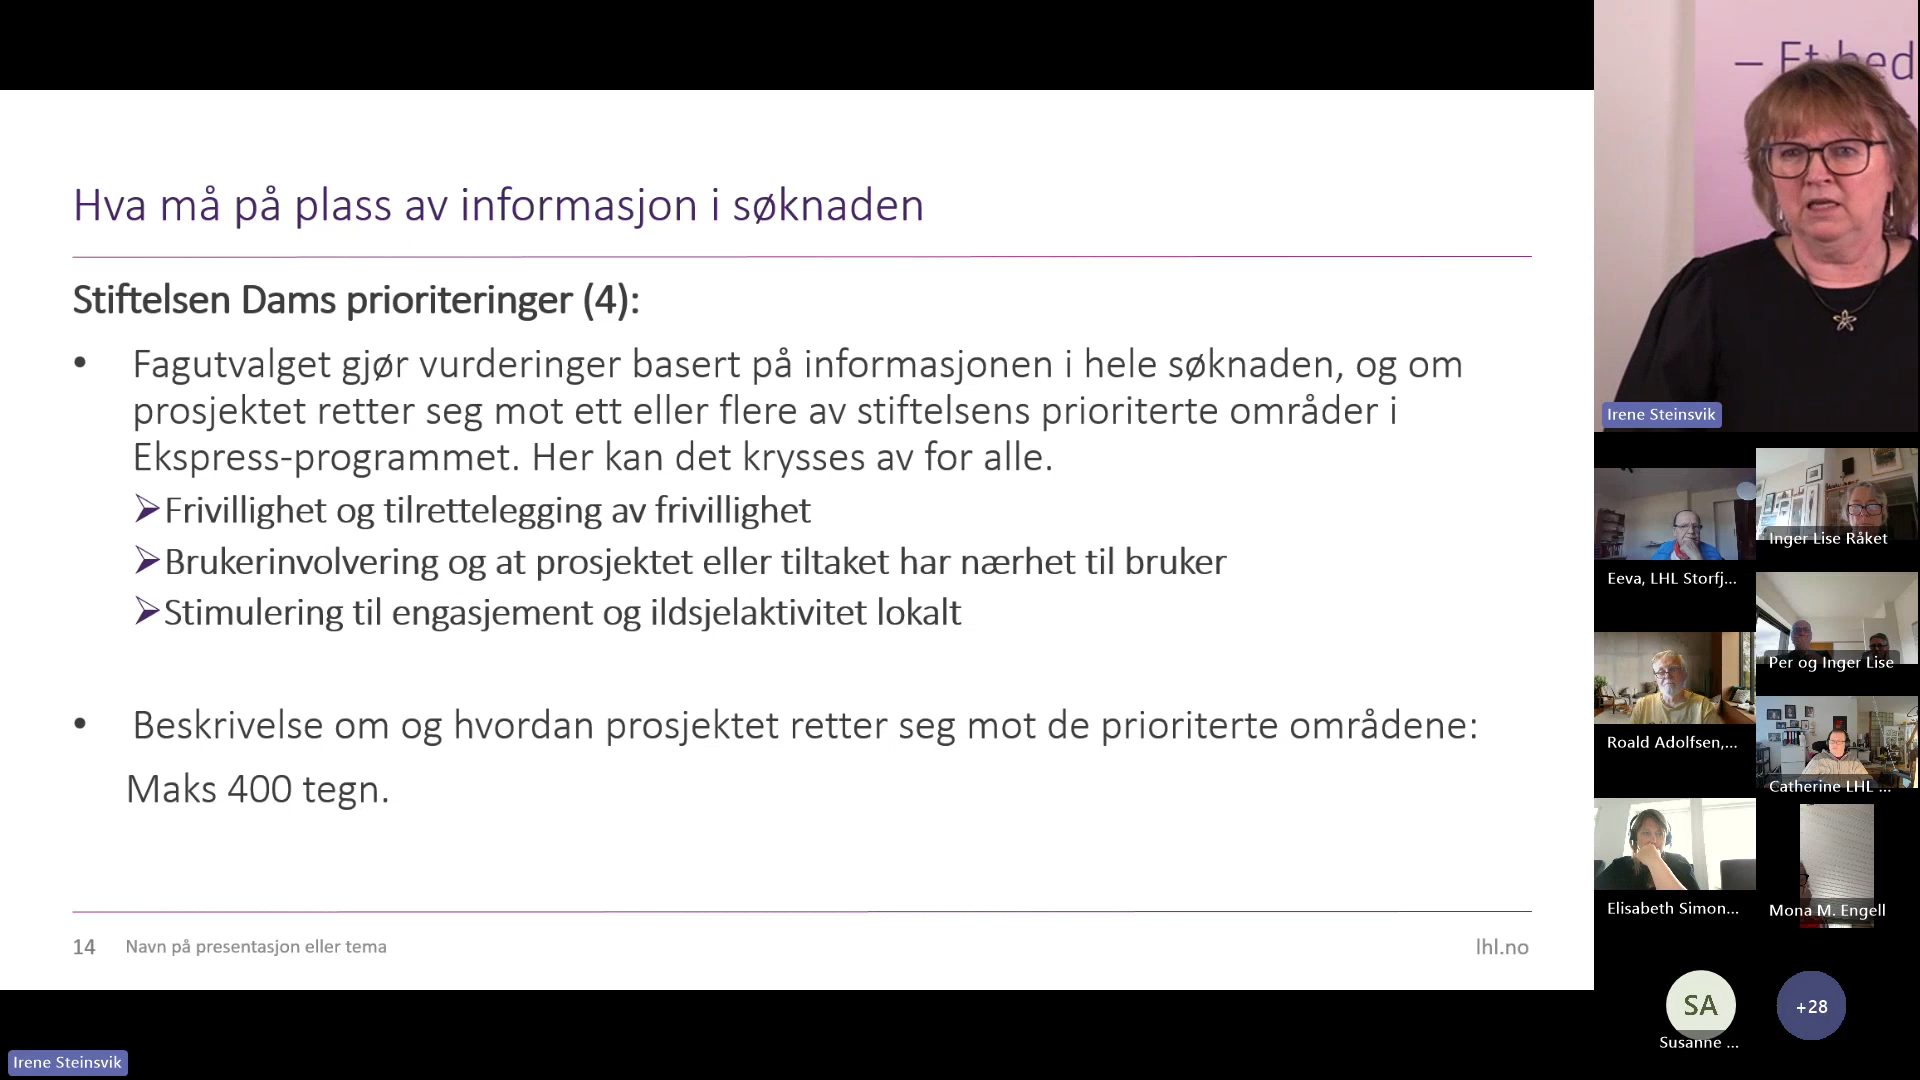 Hva må på plass av informasjon i søknaden
Stiftelsen Dams prioriteringer (4):
• Fagutvalget gjør vurderinger basert på informasjonen i hele søknaden, og om
prosjektet retter seg mot ett eller flere av stiftelsens prioriterte områder i
Ekspress-programmet. Her kan det krysses av for alle.
➢Frivillighet og tilrettelegging av frivillighet
➢Brukerinvolvering og at prosjektet eller tiltaket har nærhet til bruker
➢Stimulering til engasjement og ildsjelaktivitet lokalt
• Beskrivelse om og hvordan prosjektet retter seg mot de prioriterte områdene:
Maks 400 tegn.
14 Navn på presentasjon eller tema
lhl.no
Irene Steinsvik
– Et
Irene Steinsvik
Inger Lise Råket
Eeva, LHL Storfj...
Per og Inger Lise
Roald Adolfsen,...
Catherine LHL ...
Elisabeth Simon...
Mona M. Engell
SA
+28
Susanne ...